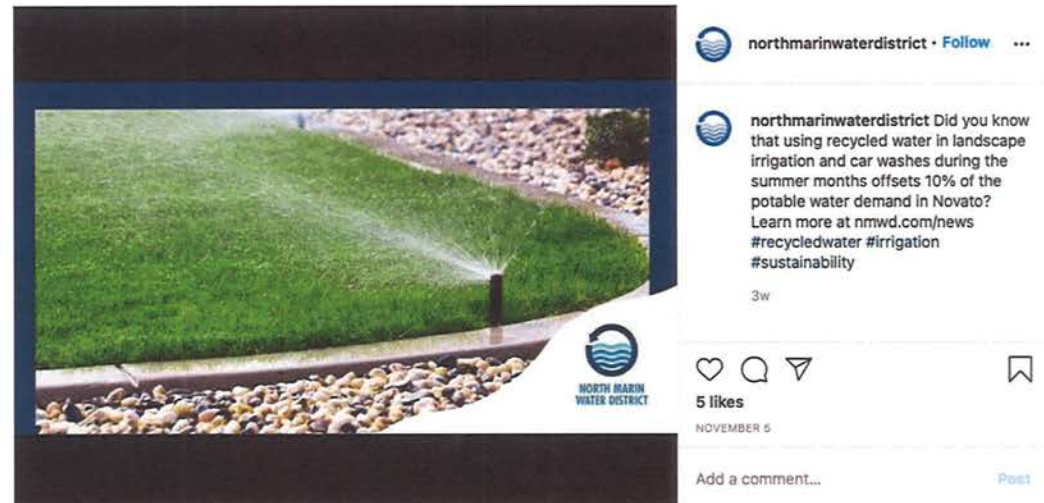 northmarinwaterdistrict • Follow ...
northmarinwaterdistrict Did you know
that using recycled water in landscape
irrigation and car washes during the
summer months offsets 10% of the
potable water demand in Novato?
Learn more at nmwd.com/news
#recycledwater #irrigation
#sustainability
3w
NORTH MARIN
WATER DISTRICT
5 likes
NOVEMBER 5
Add a comment... Post